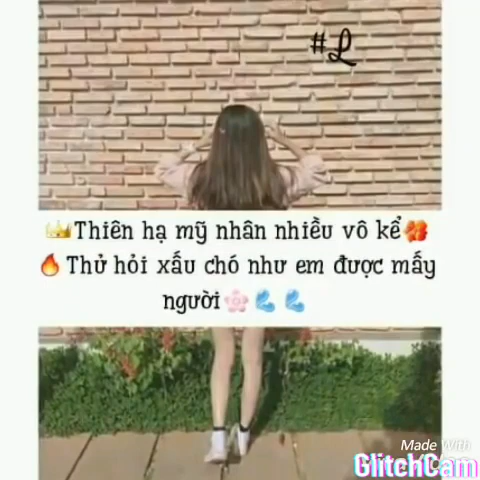 #L
Thiên hạ mỹ nhân nhiều vô kể
Thử hỏi xấu chó như em được mấy
người
Made With
GlitchCam